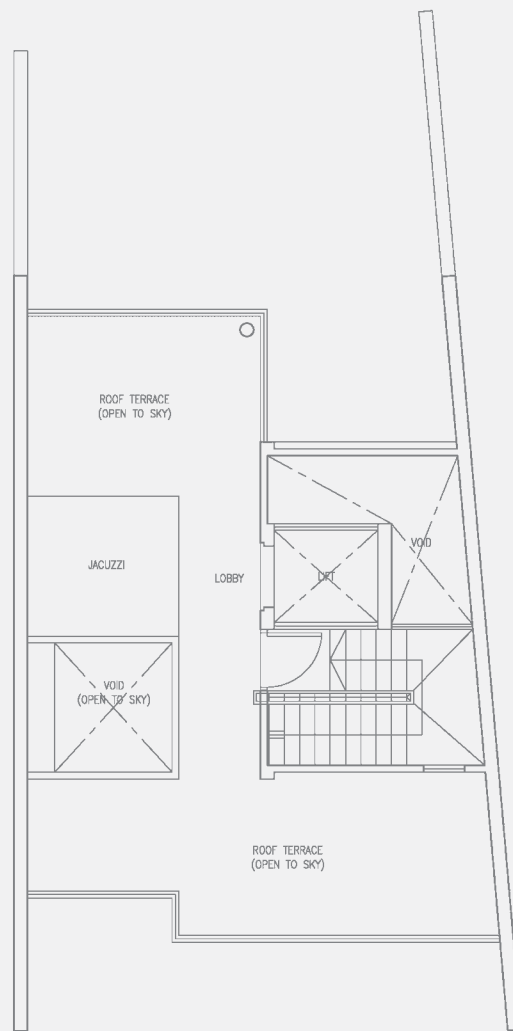 ROOF TERRACE
(OPEN TO SKY)
VOID
JACUZZI
LOBBY
LIFT
VOID
(OPEN TO SKY)
ROOF TERRACE
(OPEN TO SKY)